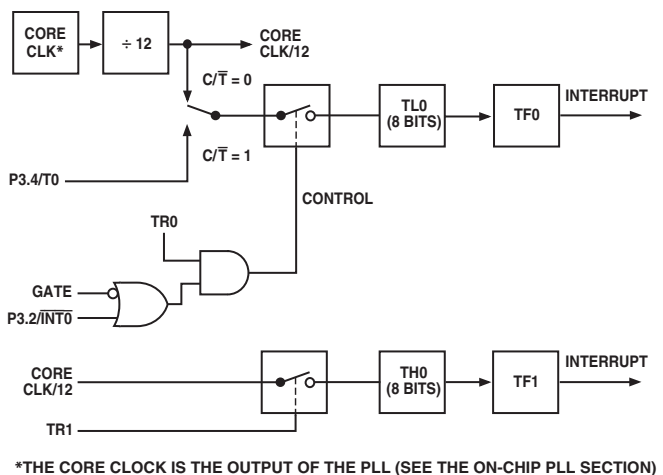 CORE
CLK*
÷ 12
CORE
CLK/12
C/T̅ = 0
TL0
(8 BITS)
TF0
INTERRUPT
C/T̅ = 1
P3.4/T0
CONTROL
TR0
GATE
P3.2/I̅N̅T̅0̅
CORE
CLK/12
TH0
(8 BITS)
TF1
INTERRUPT
TR1
*THE CORE CLOCK IS THE OUTPUT OF THE PLL (SEE THE ON-CHIP PLL SECTION)